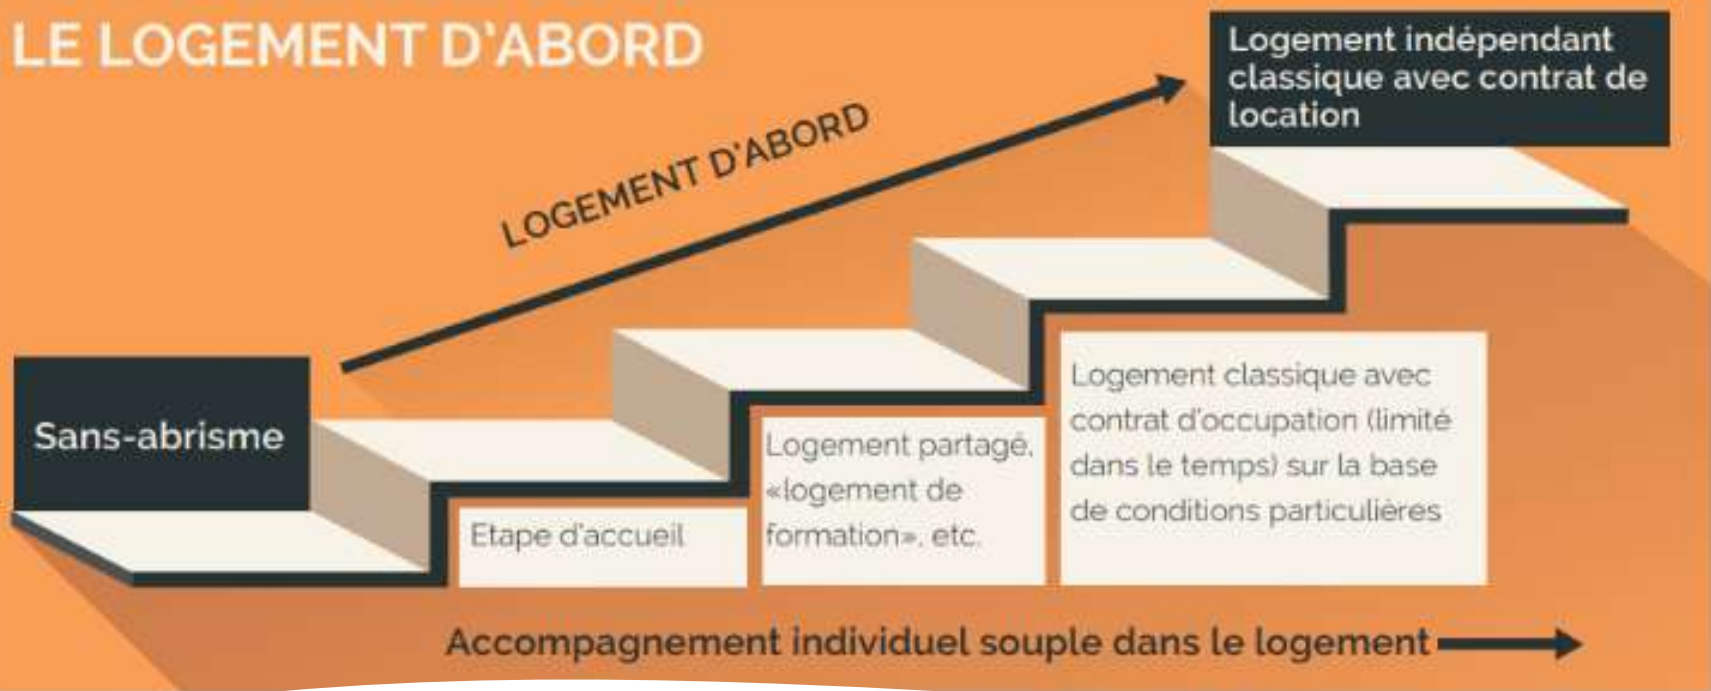 LE LOGEMENT D'ABORD
LOGEMENT D'ABORD
Logement indépendant
classique avec contrat de
location
Sans-abrisme
Etape d'accueil
Logement partagé,
«logement de
formation», etc.
Logement classique avec
contrat d'occupation (limité
dans le temps) sur la base
de conditions particulières
Accompagnement individuel souple dans le logement